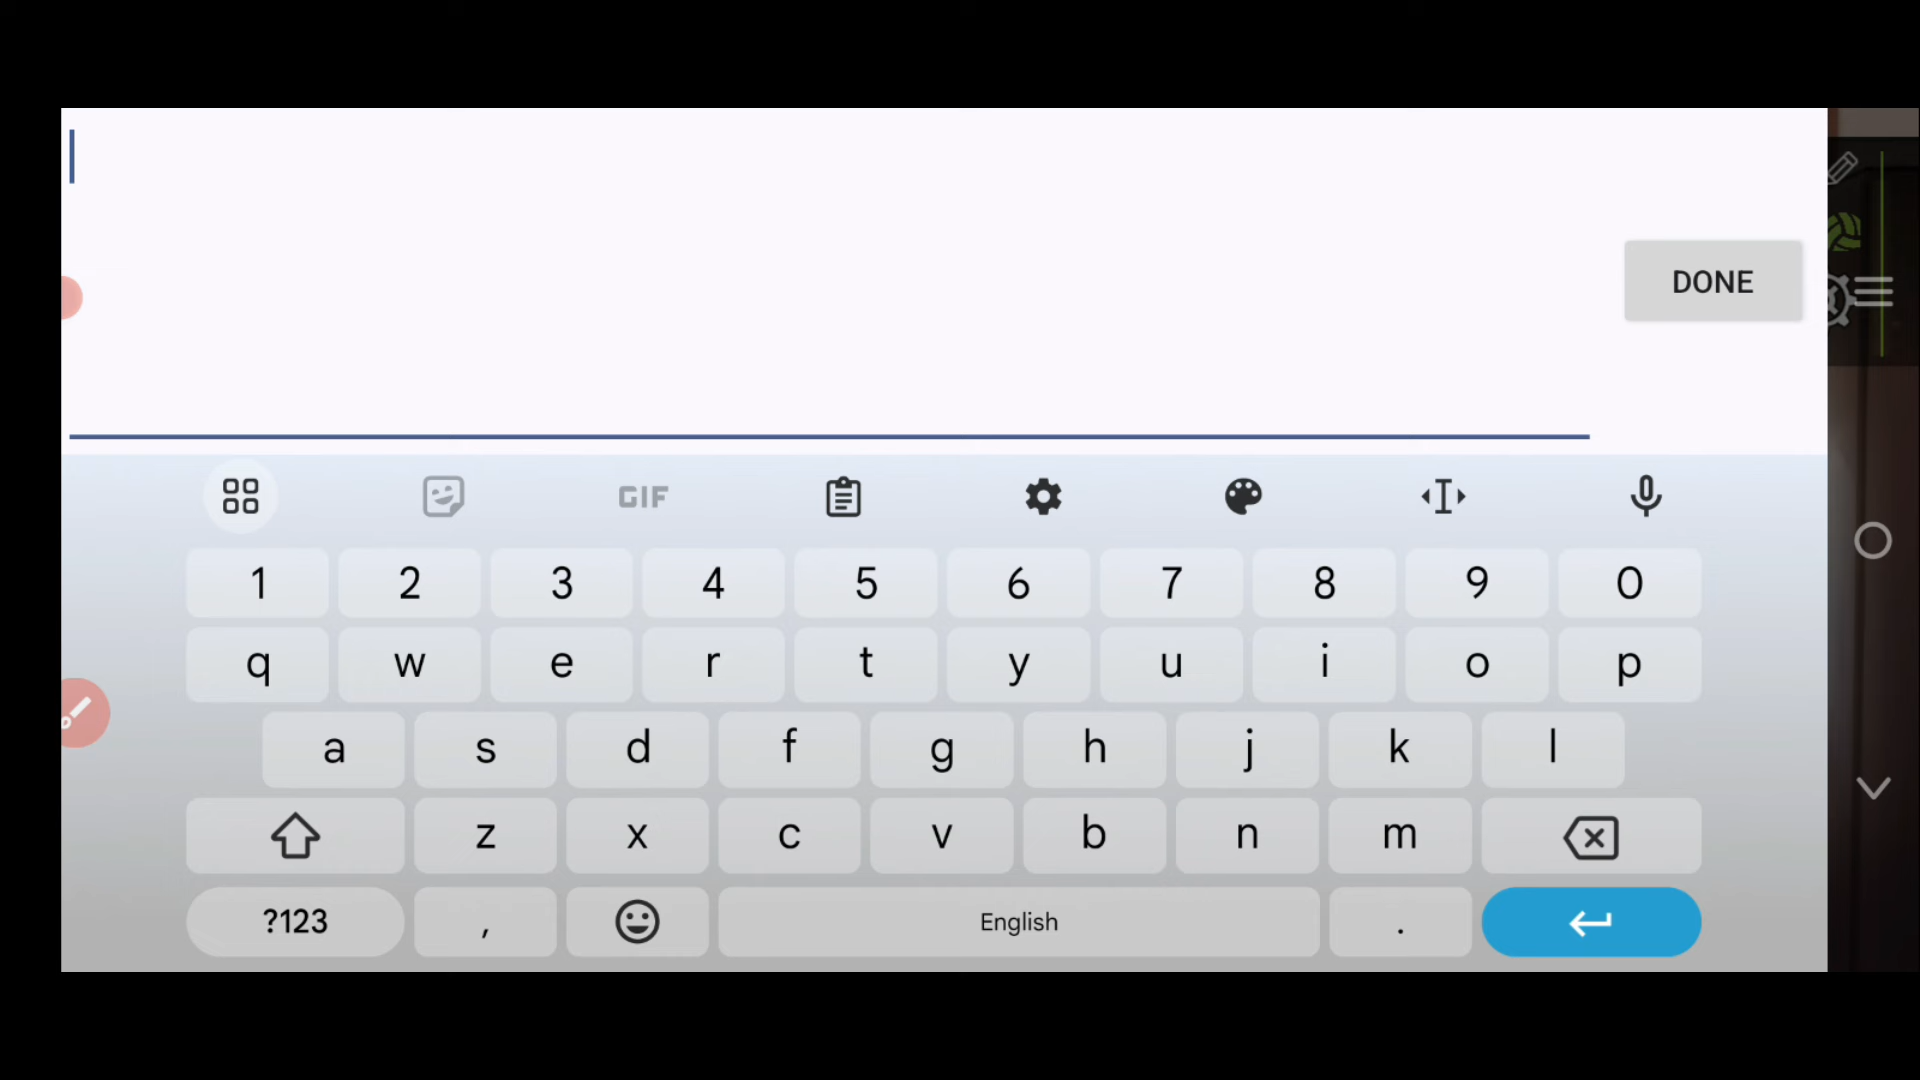 DONE
GIF
1 2 3 4 5 6 7 8 9 0
q w e r t y u i o p
a s d f g h j k l
z x c v b n m
?123 , English .